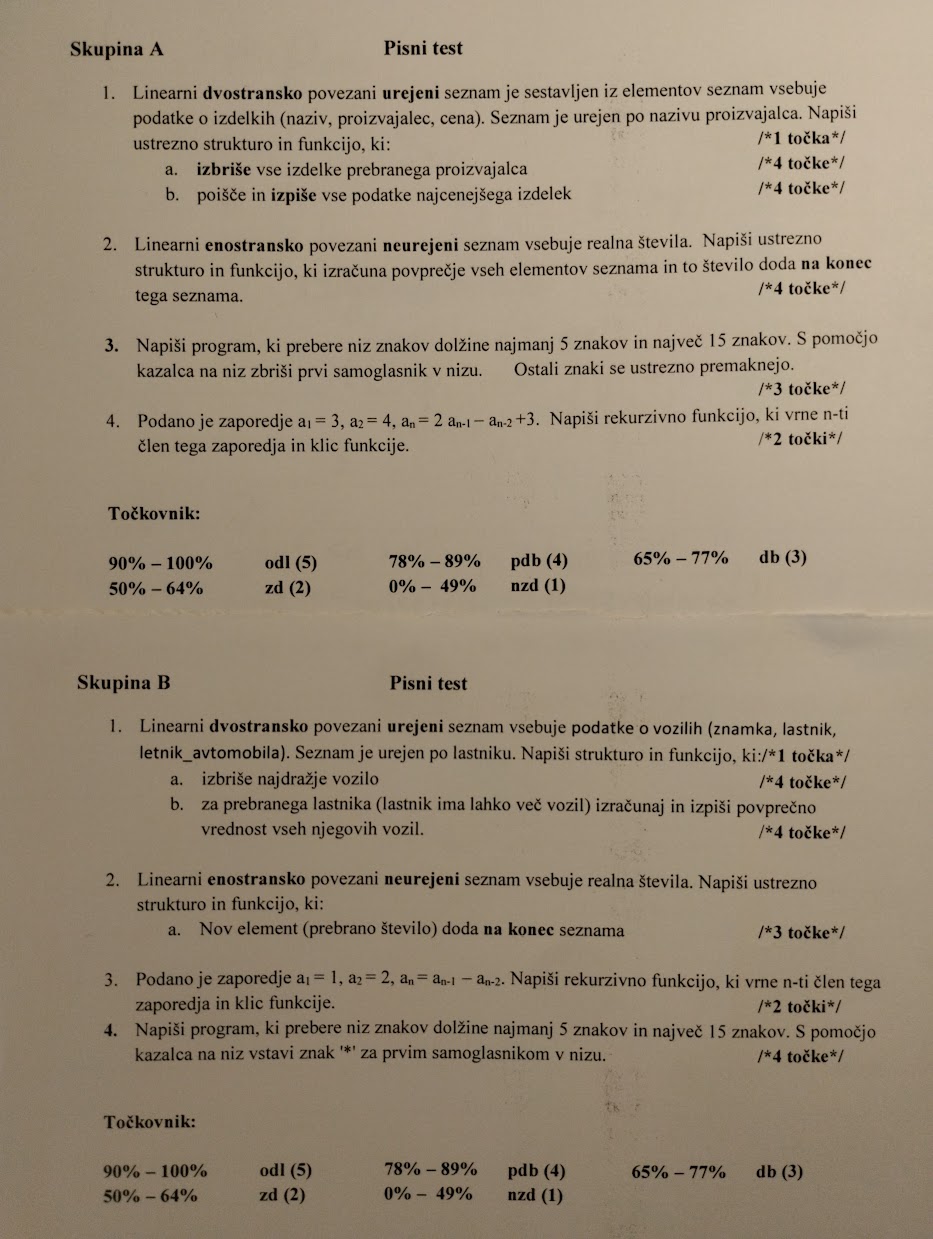 Skupina A Pisni test
1. Linearni dvostransko povezani urejeni seznam je sestavljen iz elementov seznam vsebuje
podatke o izdelkih (naziv, proizvajalec, cena). Seznam je urejen po nazivu proizvajalca. Napiši
ustrezno strukturo in funkcijo, ki: /*1 točka*/
a. izbriše vse izdelke prebranega proizvajalca /*4 točke*/
b. poišče in izpiše vse podatke najcenejšega izdelek /*4 točke*/
2. Linearni enostransko povezani neurejeni seznam vsebuje realna števila. Napiši ustrezno
strukturo in funkcijo, ki izračuna povprečje vseh elementov seznama in to število doda na konec
tega seznama. /*4 točke*/
3. Napiši program, ki prebere niz znakov dolžine najmanj 5 znakov in največ 15 znakov. S pomočjo
kazalca na niz zbriši prvi samoglasnik v nizu. Ostali znaki se ustrezno premaknejo.
/*3 točke*/
4. Podano je zaporedje a₁ = 3, a₂ = 4, aₙ = 2 aₙ₋₁ – aₙ₋₂ +3. Napiši rekurzivno funkcijo, ki vrne n-ti
člen tega zaporedja in klic funkcije. /*2 točki*/
Točkovnik:
90% – 100% odl (5) 78% – 89% pdb (4) 65% – 77% db (3)
50% – 64% zd (2) 0% – 49% nzd (1)
Skupina B Pisni test
1. Linearni dvostransko povezani urejeni seznam vsebuje podatke o vozilih (znamka, lastnik,
letnik_avtomobila). Seznam je urejen po lastniku. Napiši strukturo in funkcijo, ki:/*1 točka*/
a. izbriše najdražje vozilo /*4 točke*/
b. za prebranega lastnika (lastnik ima lahko več vozil) izračunaj in izpiši povprečno
vrednost vseh njegovih vozil. /*4 točke*/
2. Linearni enostransko povezani neurejeni seznam vsebuje realna števila. Napiši ustrezno
strukturo in funkcijo, ki:
a. Nov element (prebrano število) doda na konec seznama /*3 točke*/
3. Podano je zaporedje a₁ = 1, a₂ = 2, aₙ = aₙ₋₁ – aₙ₋₂. Napiši rekurzivno funkcijo, ki vrne n-ti člen tega
zaporedja in klic funkcije. /*2 točki*/
4. Napiši program, ki prebere niz znakov dolžine najmanj 5 znakov in največ 15 znakov. S pomočjo
kazalca na niz vstavi znak '*' za prvim samoglasnikom v nizu. /*4 točke*/
Točkovnik:
90% – 100% odl (5) 78% – 89% pdb (4) 65% – 77% db (3)
50% – 64% zd (2) 0% – 49% nzd (1)